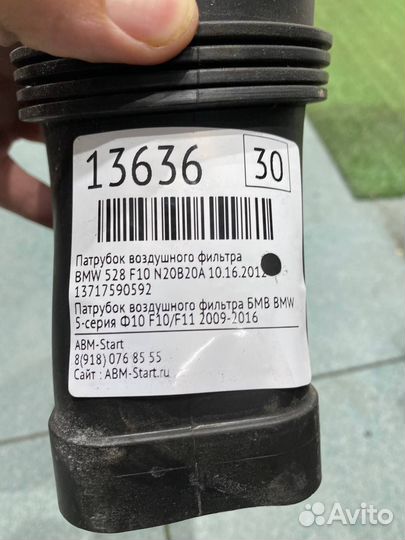 13636
30
Патрубок воздушного фильтра
BMW 528 F10 N20B20A 10.16.2012
13717590592
Патрубок воздушного фильтра БМВ BMW
5-серия Ф10 F10/F11 2009-2016
ABM-Start
8(918) 076 85 55
Сайт : ABM-Start.ru
Avito